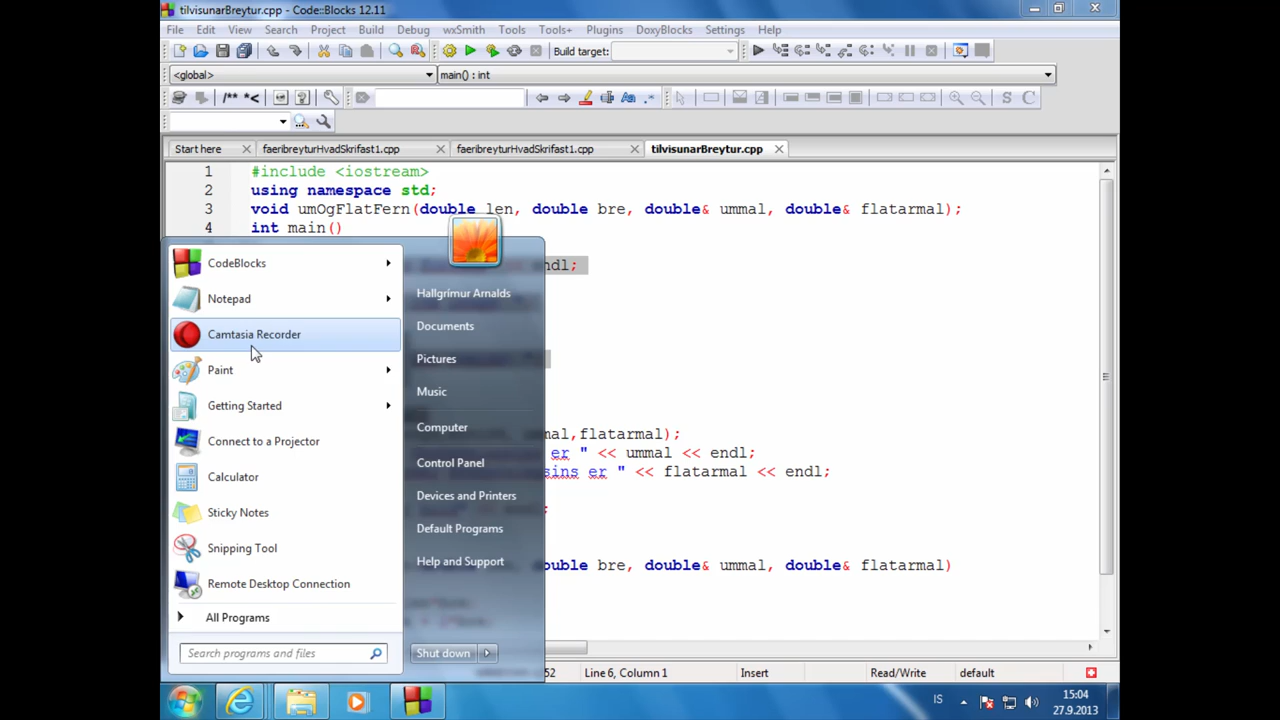 tilvisunarBreytur.cpp - Code::Blocks 12.11
File Edit View Search Project Build Debug wxSmith Tools Tools+ Plugins DoxyBlocks Settings Help
Build target:
<global> main() : int
/** *< Aa .* S C
Start here faeribreyturHvadSkrifast1.cpp faeribreyturHvadSkrifast1.cpp tilvisunarBreytur.cpp
1 #include <iostream>
2 using namespace std;
3 void umOgFlatFern(double len, double bre, double& ummal, double& flatarmal);
4 int main()
endl;
mal,flatarmal);
er " << ummal << endl;
sins er " << flatarmal << endl;
double bre, double& ummal, double& flatarmal)
CodeBlocks
Notepad
Camtasia Recorder
Paint
Getting Started
Connect to a Projector
Calculator
Sticky Notes
Snipping Tool
Remote Desktop Connection
All Programs
Search programs and files
Hallgrímur Arnalds
Documents
Pictures
Music
Computer
Control Panel
Devices and Printers
Default Programs
Help and Support
Shut down
Line 6, Column 1 Insert Read/Write default
IS 15:04
27.9.2013